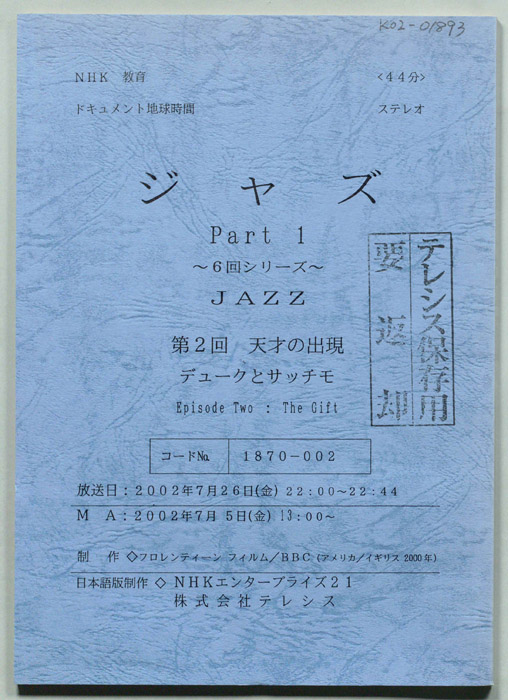 K02-01893
NHK 教育 <44分>
ドキュメント地球時間 ステレオ
ジャズ
Part 1
～6回シリーズ～
JAZZ
第2回 天才の出現
デュークとサッチモ
Episode Two : The Gift
テレシス保存用
要返却
コード№ 1870-002
放送日：2002年7月26日(金) 22:00～22:44
M A：2002年7月 5日(金) 13:00～
制 作 ◇フロレンティーン フィルム／BBC (アメリカ／イギリス 2000年)
日本語版制作 ◇ NHKエンタープライズ21
株式会社テレシス